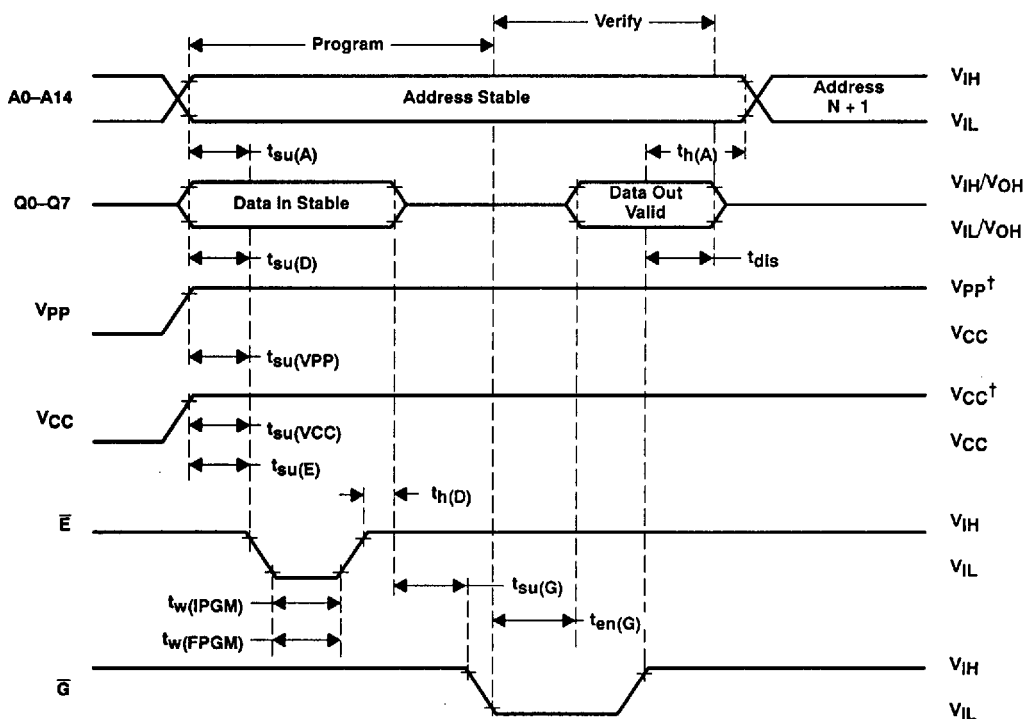 Verify
Program
A0–A14
Address Stable
Address
N + 1
VIH
VIL
tsu(A)
th(A)
Q0–Q7
Data In Stable
Data Out
Valid
VIH/VOH
VIL/VOH
tsu(D)
tdis
VPP
VPP†
VCC
tsu(VPP)
VCC
VCC†
VCC
tsu(VCC)
tsu(E)
th(D)
E̅
VIH
VIL
tsu(G)
tw(IPGM)
ten(G)
tw(FPGM)
G̅
VIH
VIL